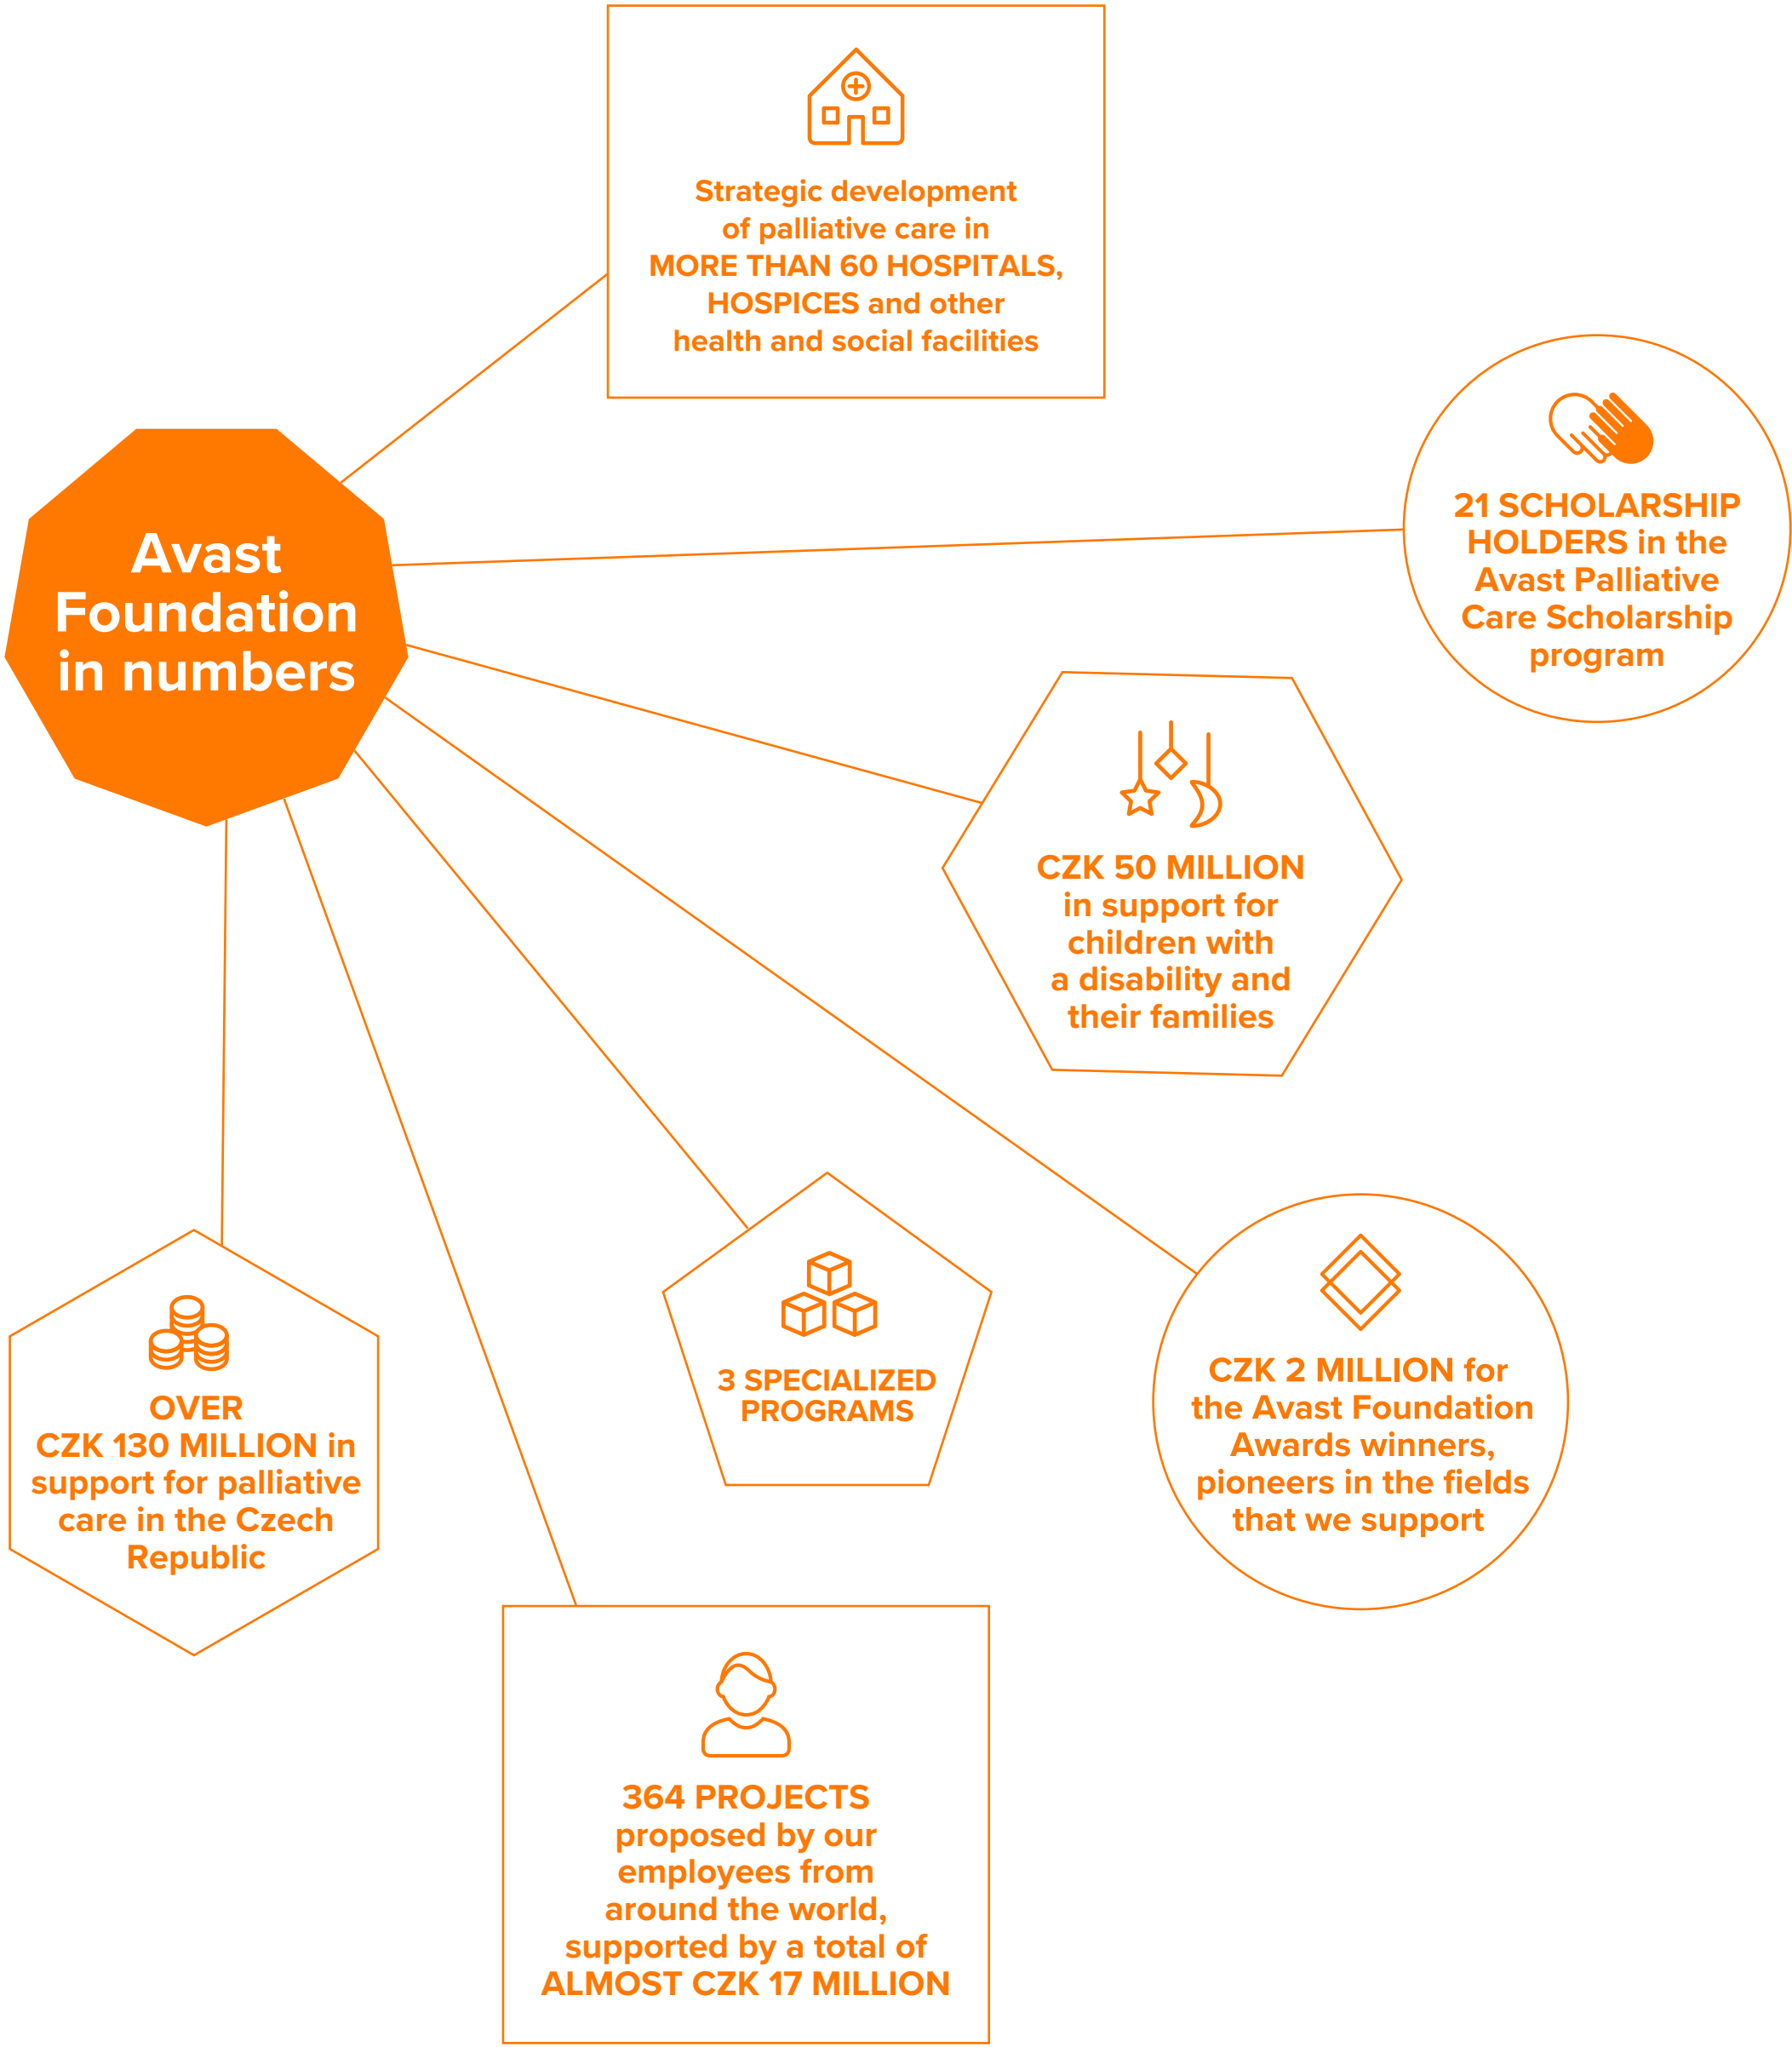 Strategic development
of palliative care in
MORE THAN 60 HOSPITALS,
HOSPICES and other
health and social facilities
Avast
Foundation
in numbers
21 SCHOLARSHIP
HOLDERS in the
Avast Palliative
Care Scholarship
program
CZK 50 MILLION
in support for
children with
a disability and
their families
OVER
CZK 130 MILLION in
support for palliative
care in the Czech
Republic
3 SPECIALIZED
PROGRAMS
CZK 2 MILLION for
the Avast Foundation
Awards winners,
pioneers in the fields
that we support
364 PROJECTS
proposed by our
employees from
around the world,
supported by a total of
ALMOST CZK 17 MILLION